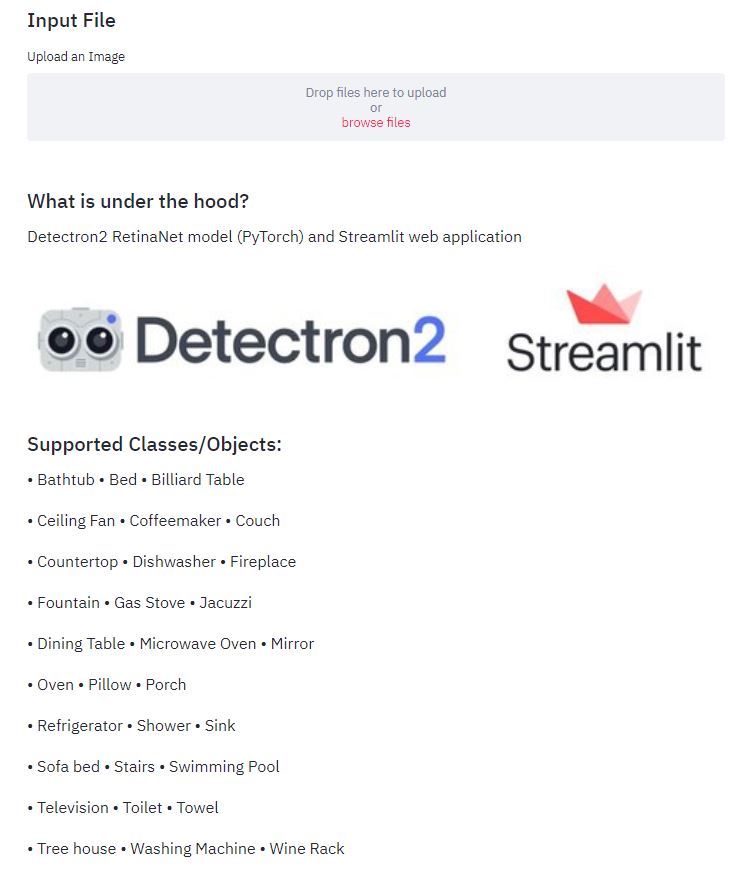 Input File
Upload an Image
Drop files here to upload
or
browse files
What is under the hood?
Detectron2 RetinaNet model (PyTorch) and Streamlit web application
Detectron2
Streamlit
Supported Classes/Objects:
• Bathtub • Bed • Billiard Table
• Ceiling Fan • Coffeemaker • Couch
• Countertop • Dishwasher • Fireplace
• Fountain • Gas Stove • Jacuzzi
• Dining Table • Microwave Oven • Mirror
• Oven • Pillow • Porch
• Refrigerator • Shower • Sink
• Sofa bed • Stairs • Swimming Pool
• Television • Toilet • Towel
• Tree house • Washing Machine • Wine Rack